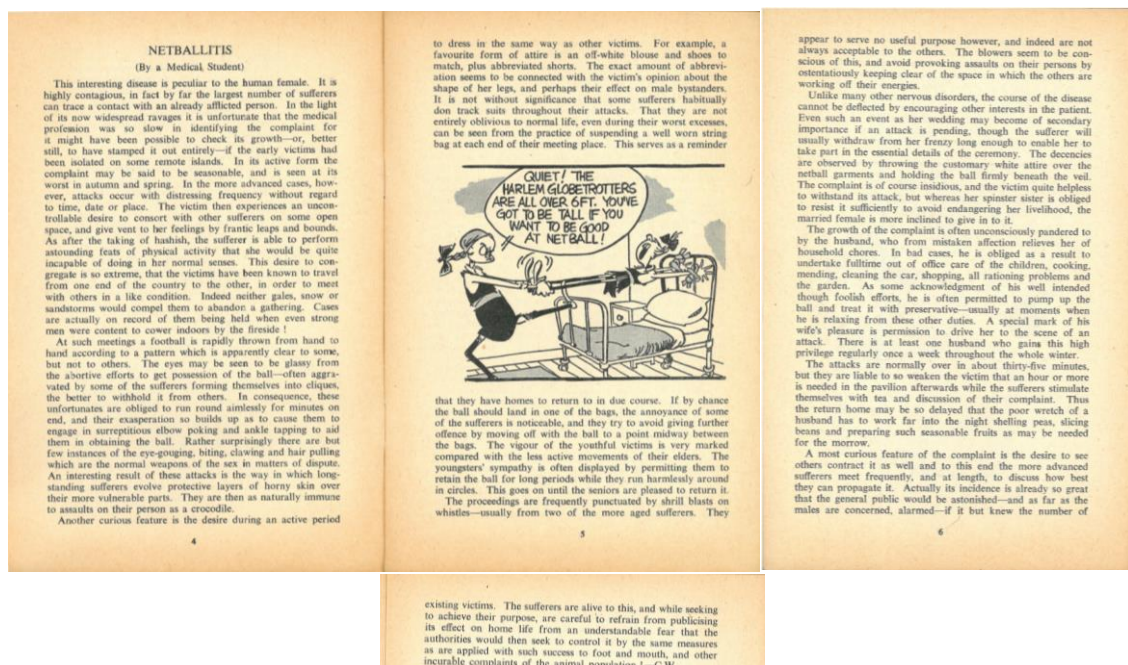 NETBALLITIS
(By a Medical Student)
This interesting disease is peculiar to the human female. It is
highly contagious, in fact by far the largest number of sufferers
can trace a contact with an already afflicted person. In the light
of its now widespread ravages it is unfortunate that the medical
profession was so slow in identifying the complaint for
it might have been possible to check its growth—or, better
still, to have stamped it out entirely—if the early victims had
been isolated on some remote islands. In its active form the
complaint may be said to be seasonable, and is seen at its
worst in autumn and spring. In the more advanced cases, how-
ever, attacks occur with distressing frequency without regard
to time, date or place. The victim then experiences an uncon-
trollable desire to consort with other sufferers on some open
space, and give vent to her feelings by frantic leaps and bounds.
As after the taking of hashish, the sufferer is able to perform
astounding feats of physical activity that she would be quite
incapable of doing in her normal senses. This desire to con-
gregate is so extreme, that the victims have been known to travel
from one end of the country to the other, in order to meet
with others in a like condition. Indeed neither gales, snow or
sandstorms would compel them to abandon a gathering. Cases
are actually on record of them being held when even strong
men were content to cower indoors by the fireside !
At such meetings a football is rapidly thrown from hand to
hand according to a pattern which is apparently clear to some,
but not to others. The eyes may be seen to be glassy from
the abortive efforts to get possession of the ball—often aggra-
vated by some of the sufferers forming themselves into cliques,
the better to withhold it from others. In consequence, these
unfortunates are obliged to run round aimlessly for minutes on
end, and their exasperation so builds up as to cause them to
engage in surreptitious elbow poking and ankle tapping to aid
them in obtaining the ball. Rather surprisingly there are but
few instances of the eye-gouging, biting, clawing and hair pulling
which are the normal weapons of the sex in matters of dispute.
An interesting result of these attacks is the way in which long-
standing sufferers evolve protective layers of horny skin over
their more vulnerable parts. They are then as naturally immune
to assaults on their person as a crocodile.
Another curious feature is the desire during an active period
4
to dress in the same way as other victims. For example, a
favourite form of attire is an off-white blouse and shoes to
match, plus abbreviated shorts. The exact amount of abbrevi-
ation seems to be connected with the victim's opinion about the
shape of her legs, and perhaps their effect on male bystanders.
It is not without significance that some sufferers habitually
don track suits throughout their attacks. That they are not
entirely oblivious to normal life, even during their worst excesses,
can be seen from the practice of suspending a well worn string
bag at each end of their meeting place. This serves as a reminder
QUIET! THE
HARLEM GLOBETROTTERS
ARE ALL OVER 6FT. YOU'VE
GOT TO BE TALL IF YOU
WANT TO BE GOOD
AT NETBALL!
that they have homes to return to in due course. If by chance
the ball should land in one of the bags, the annoyance of some
of the sufferers is noticeable, and they try to avoid giving further
offence by moving off with the ball to a point midway between
the bags. The vigour of the youthful victims is very marked
compared with the less active movements of their elders. The
youngsters' sympathy is often displayed by permitting them to
retain the ball for long periods while they run harmlessly around
in circles. This goes on until the seniors are pleased to return it.
The proceedings are frequently punctuated by shrill blasts on
whistles—usually from two of the more aged sufferers. They
5
appear to serve no useful purpose however, and indeed are not
always acceptable to the others. The blowers seem to be con-
scious of this, and avoid provoking assaults on their persons by
ostentatiously keeping clear of the space in which the others are
working off their energies.
Unlike many other nervous disorders, the course of the disease
cannot be deflected by encouraging other interests in the patient.
Even such an event as her wedding may become of secondary
importance if an attack is pending, though the sufferer will
usually withdraw from her frenzy long enough to enable her to
take part in the essential details of the ceremony. The decencies
are observed by throwing the customary white attire over the
netball garments and holding the ball firmly beneath the veil.
The complaint is of course insidious, and the victim quite helpless
to withstand its attack, but whereas her spinster sister is obliged
to resist it sufficiently to avoid endangering her livelihood, the
married female is more inclined to give in to it.
The growth of the complaint is often unconsciously pandered to
by the husband, who from mistaken affection relieves her of
household chores. In bad cases, he is obliged as a result to
undertake fulltime out of office care of the children, cooking,
mending, cleaning the car, shopping, all rationing problems and
the garden. As some acknowledgment of his well intended
though foolish efforts, he is often permitted to pump up the
ball and treat it with preservative—usually at moments when
he is relaxing from these other duties. A special mark of his
wife's pleasure is permission to drive her to the scene of an
attack. There is at least one husband who gains this high
privilege regularly once a week throughout the whole winter.
The attacks are normally over in about thirty-five minutes,
but they are liable to so weaken the victim that an hour or more
is needed in the pavilion afterwards while the sufferers stimulate
themselves with tea and discussion of their complaint. Thus
the return home may be so delayed that the poor wretch of a
husband has to work far into the night shelling peas, slicing
beans and preparing such seasonable fruits as may be needed
for the morrow.
A most curious feature of the complaint is the desire to see
others contract it as well and to this end the more advanced
sufferers meet frequently, and at length, to discuss how best
they can propagate it. Actually its incidence is already so great
that the general public would be astonished—and as far as the
males are concerned, alarmed—if it but knew the number of
6
existing victims. The sufferers are alive to this, and while seeking
to achieve their purpose, are careful to refrain from publicising
its effect on home life from an understandable fear that the
authorities would then seek to control it by the same measures
as are applied with such success to foot and mouth, and other
incurable complaints of the animal population !—G.W.